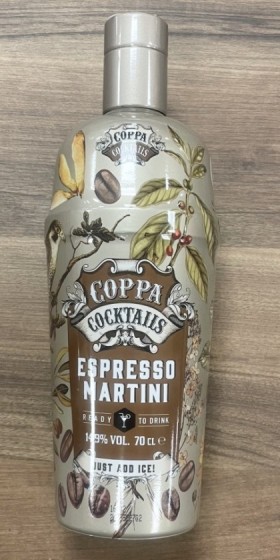 COPPA
COCKTAILS
COPPA
COCKTAILS
ESPRESSO
MARTINI
READY TO DRINK
14.9% VOL. 70 CL e
JUST ADD ICE!